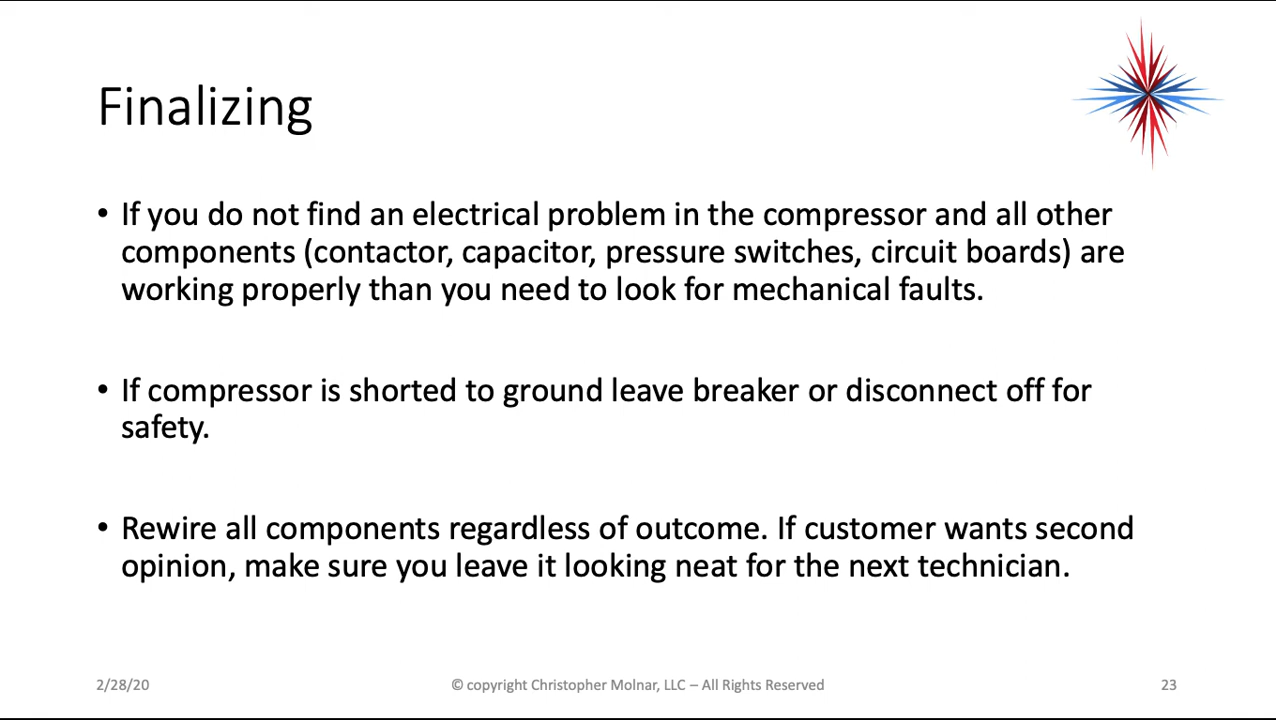 Finalizing
• If you do not find an electrical problem in the compressor and all other
components (contactor, capacitor, pressure switches, circuit boards) are
working properly than you need to look for mechanical faults.
• If compressor is shorted to ground leave breaker or disconnect off for
safety.
• Rewire all components regardless of outcome. If customer wants second
opinion, make sure you leave it looking neat for the next technician.
2/28/20
© copyright Christopher Molnar, LLC – All Rights Reserved
23